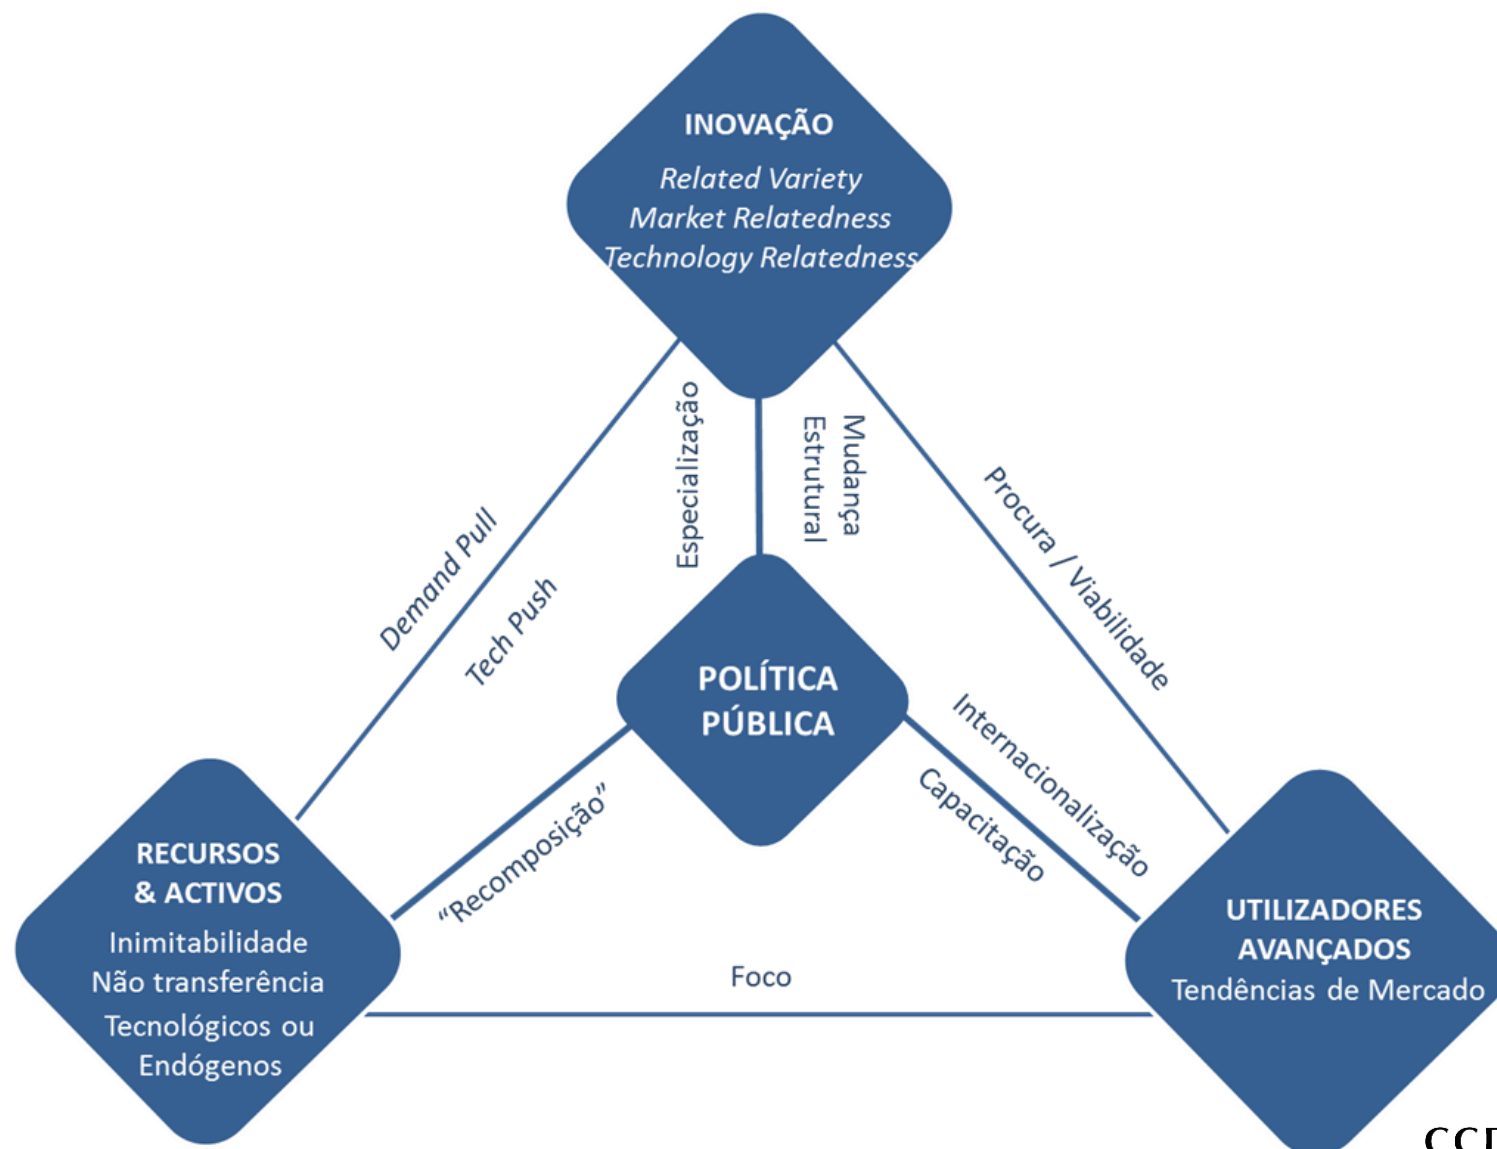 INOVAÇÃO
Related Variety
Market Relatedness
Technology Relatedness
Especialização
Mudança
Estrutural
Demand Pull
Tech Push
Procura / Viabilidade
POLÍTICA
PÚBLICA
Internacionalização
Capacitação
“Recomposição”
RECURSOS
& ACTIVOS
Inimitabilidade
Não transferência
Tecnológicos ou
Endógenos
Foco
UTILIZADORES
AVANÇADOS
Tendências de Mercado